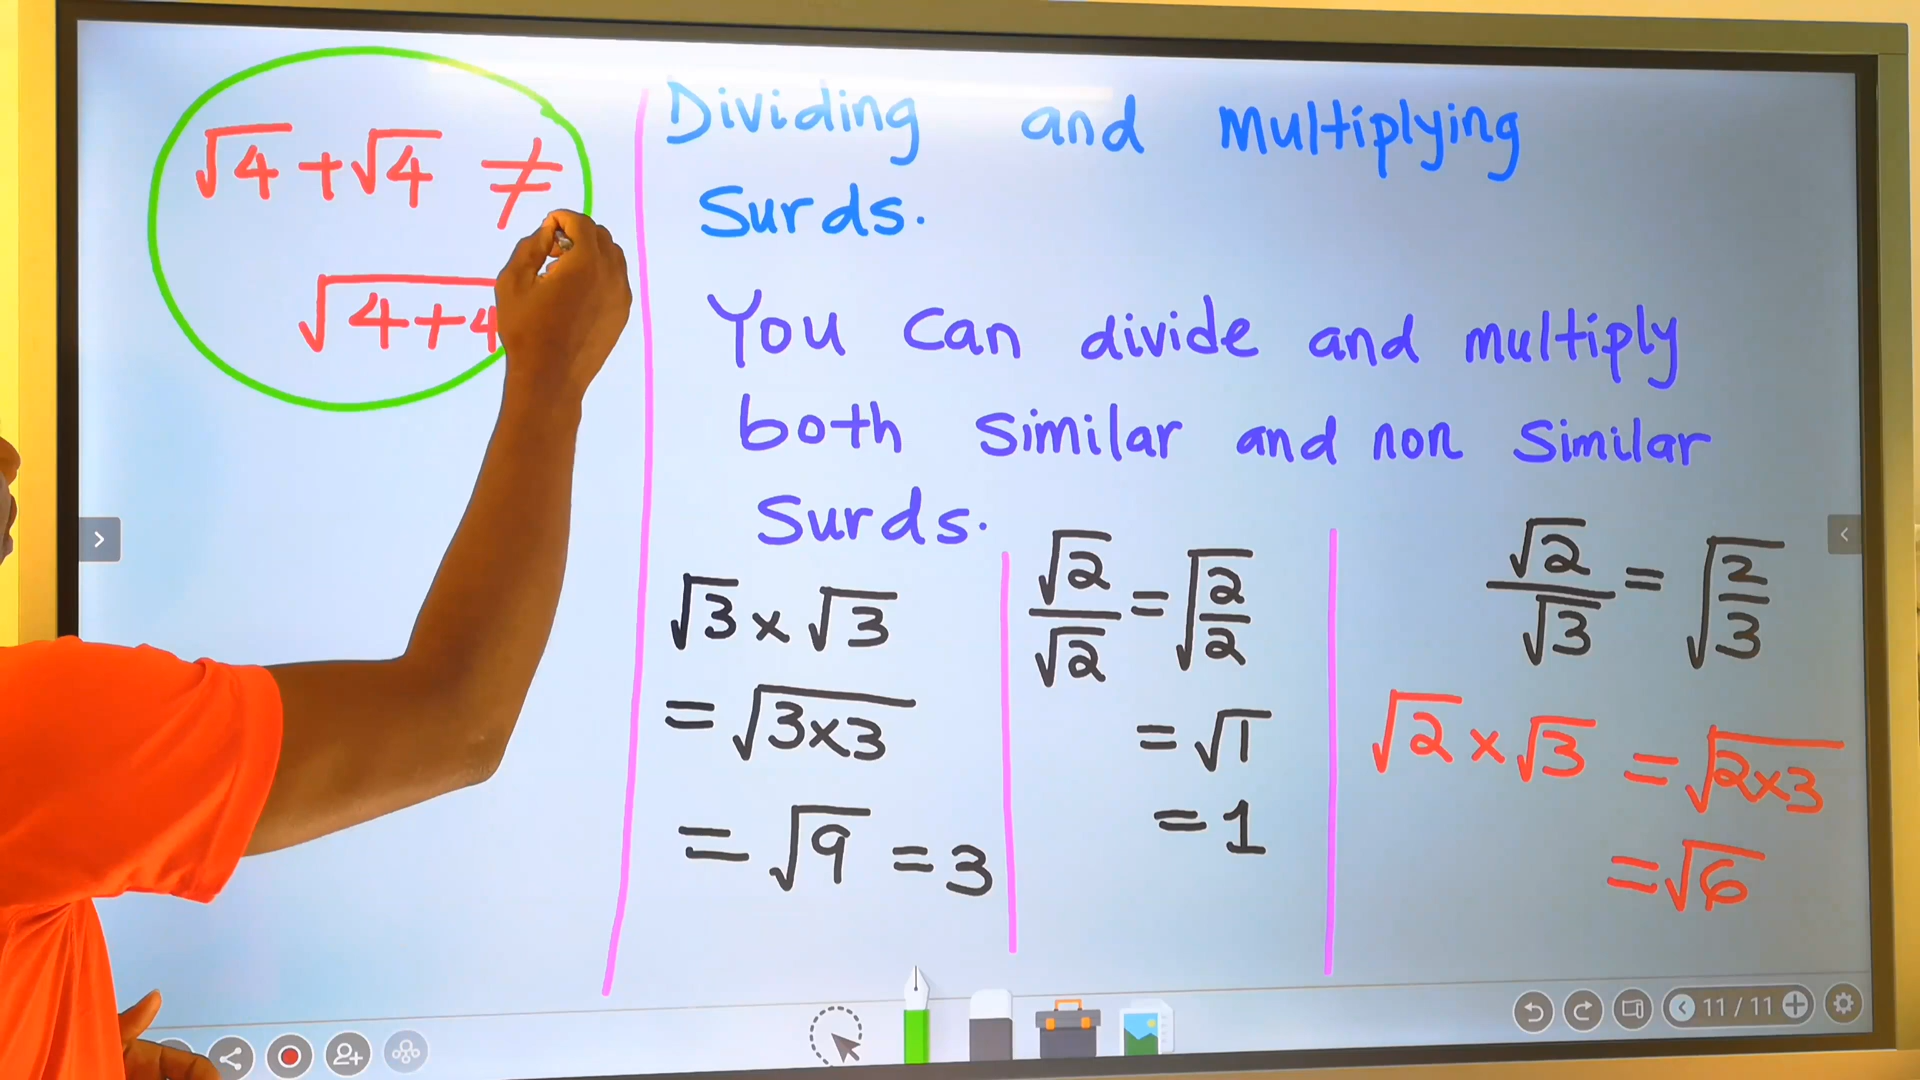 √4 + √4 ≠
√4+4
Dividing and multiplying
Surds.
You can divide and multiply
both similar and non similar
Surds.
√3 × √3
= √3×3
= √9 = 3
√2/√2 = √2/2
= √1
= 1
√2/√3 = √2/3
√2 × √3 = √2×3
= √6
11 / 11